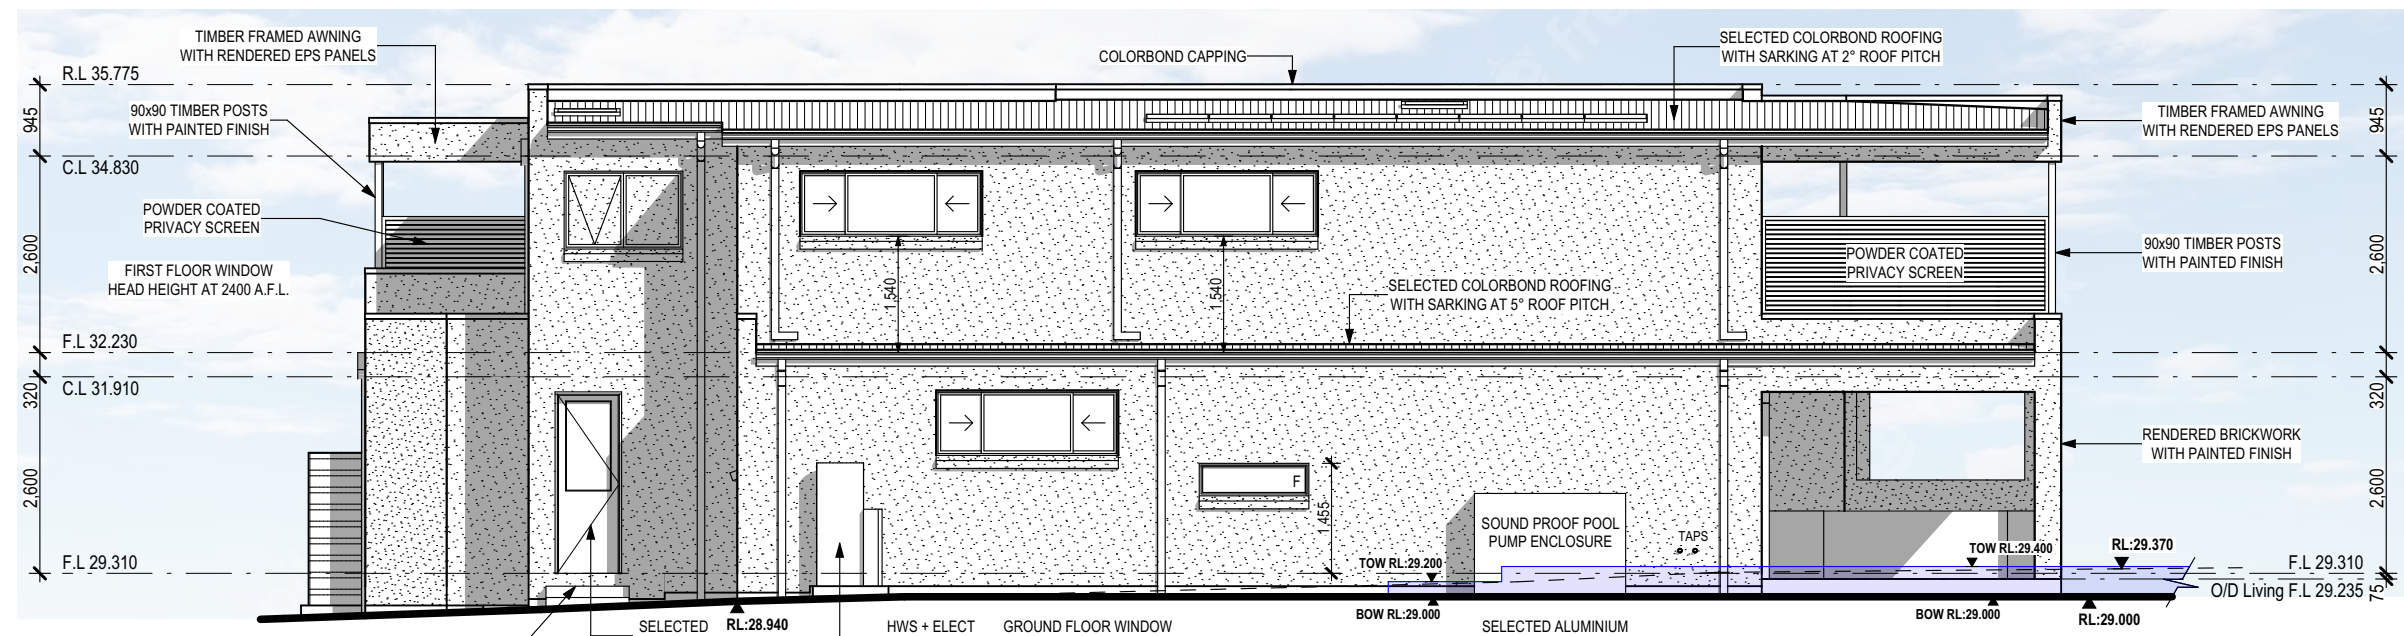 TIMBER FRAMED AWNING
WITH RENDERED EPS PANELS
COLORBOND CAPPING
SELECTED COLORBOND ROOFING
WITH SARKING AT 2° ROOF PITCH
R.L 35.775
90x90 TIMBER POSTS
WITH PAINTED FINISH
TIMBER FRAMED AWNING
WITH RENDERED EPS PANELS
945
945
C.L 34.830
POWDER COATED
PRIVACY SCREEN
2,600
2,600
FIRST FLOOR WINDOW
HEAD HEIGHT AT 2400 A.F.L.
1,540
1,540
SELECTED COLORBOND ROOFING
WITH SARKING AT 5° ROOF PITCH
POWDER COATED
PRIVACY SCREEN
90x90 TIMBER POSTS
WITH PAINTED FINISH
F.L 32.230
320
320
C.L 31.910
RENDERED BRICKWORK
WITH PAINTED FINISH
2,600
2,600
F
1,455
SOUND PROOF POOL
PUMP ENCLOSURE
TAPS
TOW RL:29.200
TOW RL:29.400
RL:29.370
F.L 29.310
F.L 29.310
O/D Living F.L 29.235
75
BOW RL:29.000
BOW RL:29.000
RL:29.000
RL:28.940
SELECTED
HWS + ELECT
GROUND FLOOR WINDOW
SELECTED ALUMINIUM